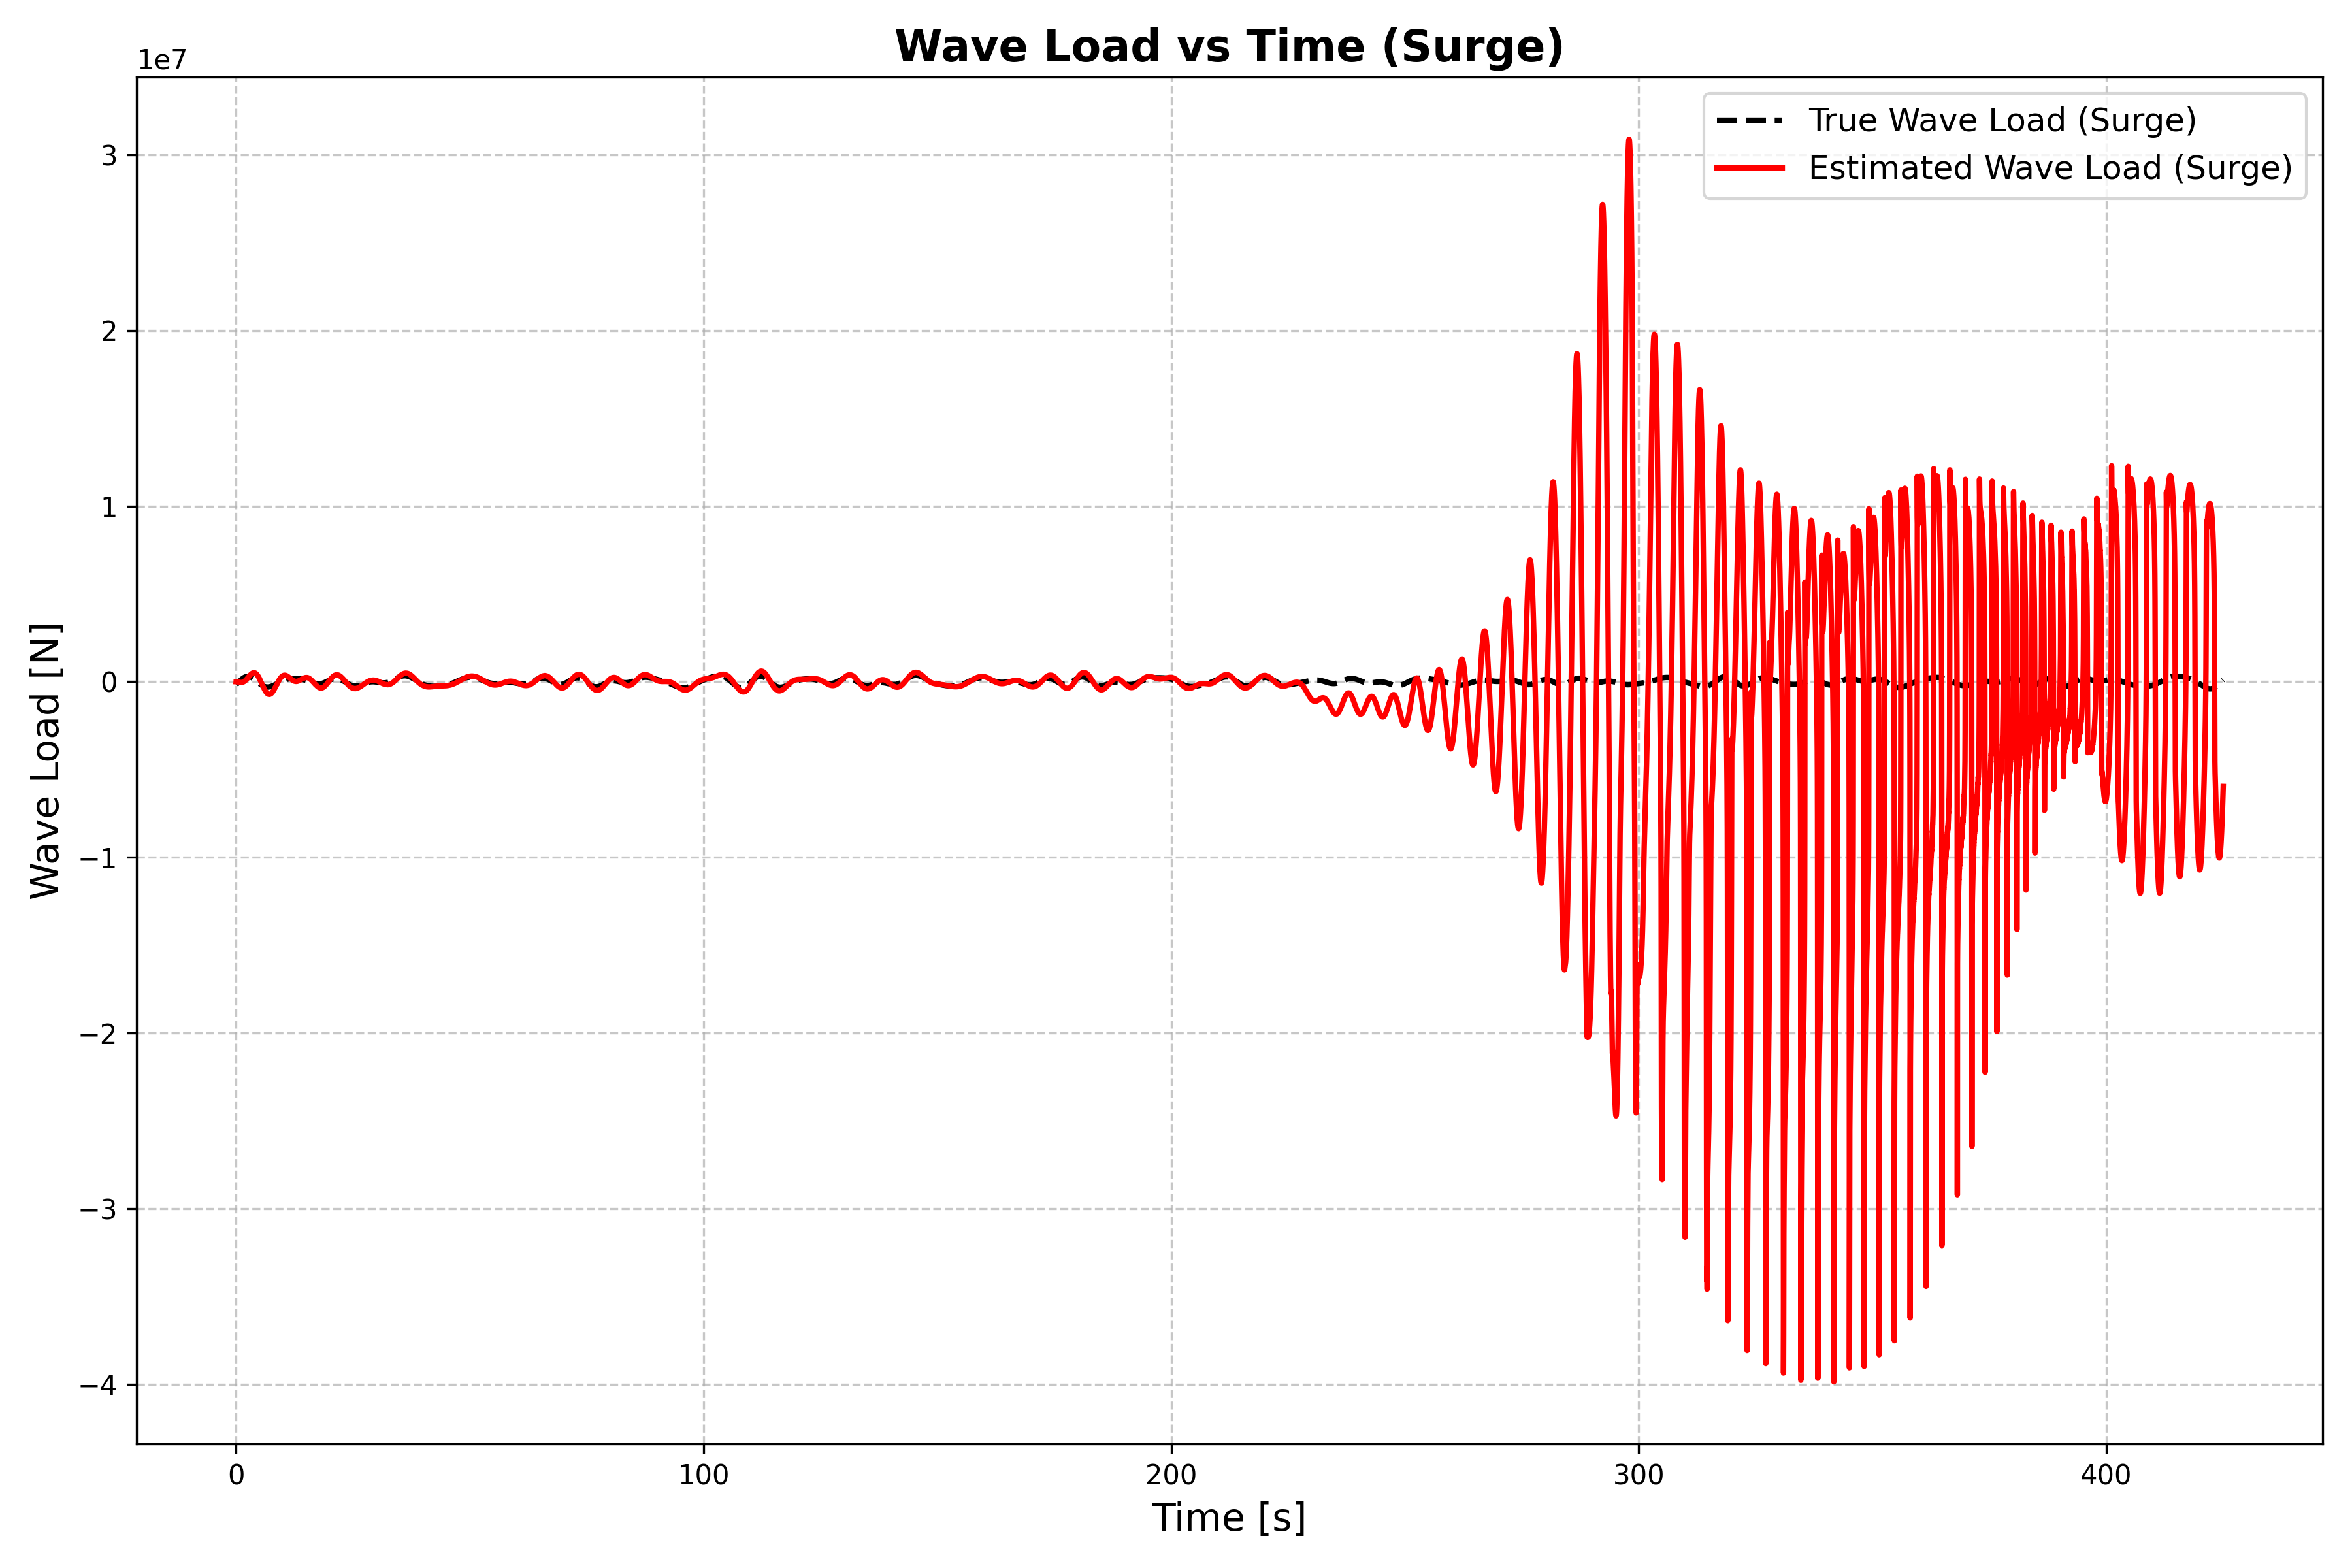 Wave Load vs Time (Surge)
1e7
True Wave Load (Surge)
Estimated Wave Load (Surge)
3
2
1
0
−1
−2
−3
−4
Wave Load [N]
0 100 200 300 400
Time [s]